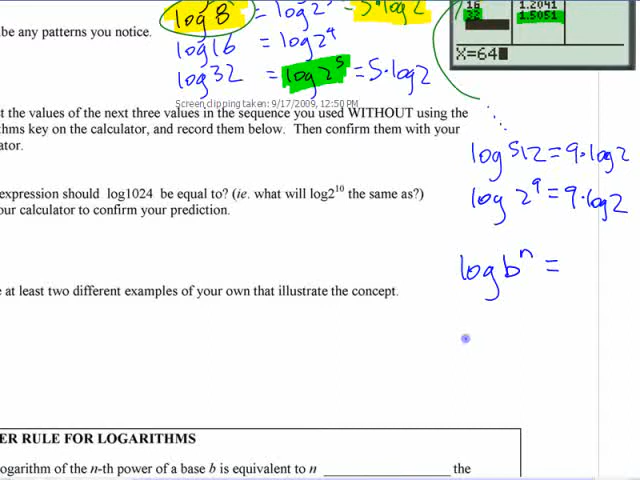 16 1.2041
32 1.5051
X=64
log 8 = log 2
log 16 = log 2⁴
log 32 = log 2⁵ = 5·log 2
be any patterns you notice.
Screen clipping taken: 9/17/2009, 12:50 PM
t the values of the next three values in the sequence you used WITHOUT using the
thms key on the calculator, and record them below. Then confirm them with your
ator.
log 512 = 9·log 2
expression should log1024 be equal to? (ie. what will log2¹⁰ the same as?)
our calculator to confirm your prediction.
log 2⁹ = 9·log 2
log bⁿ =
e at least two different examples of your own that illustrate the concept.
ER RULE FOR LOGARITHMS
ogarithm of the n-th power of a base b is equivalent to n ____________________ the